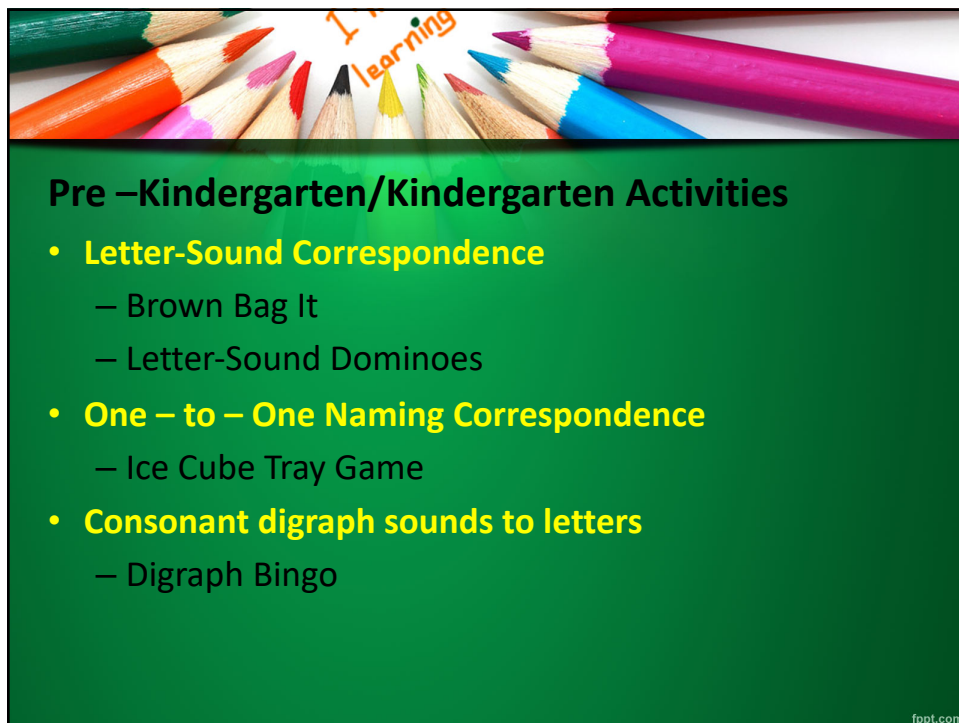 learning
Pre –Kindergarten/Kindergarten Activities
• Letter-Sound Correspondence
– Brown Bag It
– Letter-Sound Dominoes
• One – to – One Naming Correspondence
– Ice Cube Tray Game
• Consonant digraph sounds to letters
– Digraph Bingo
fppt.com